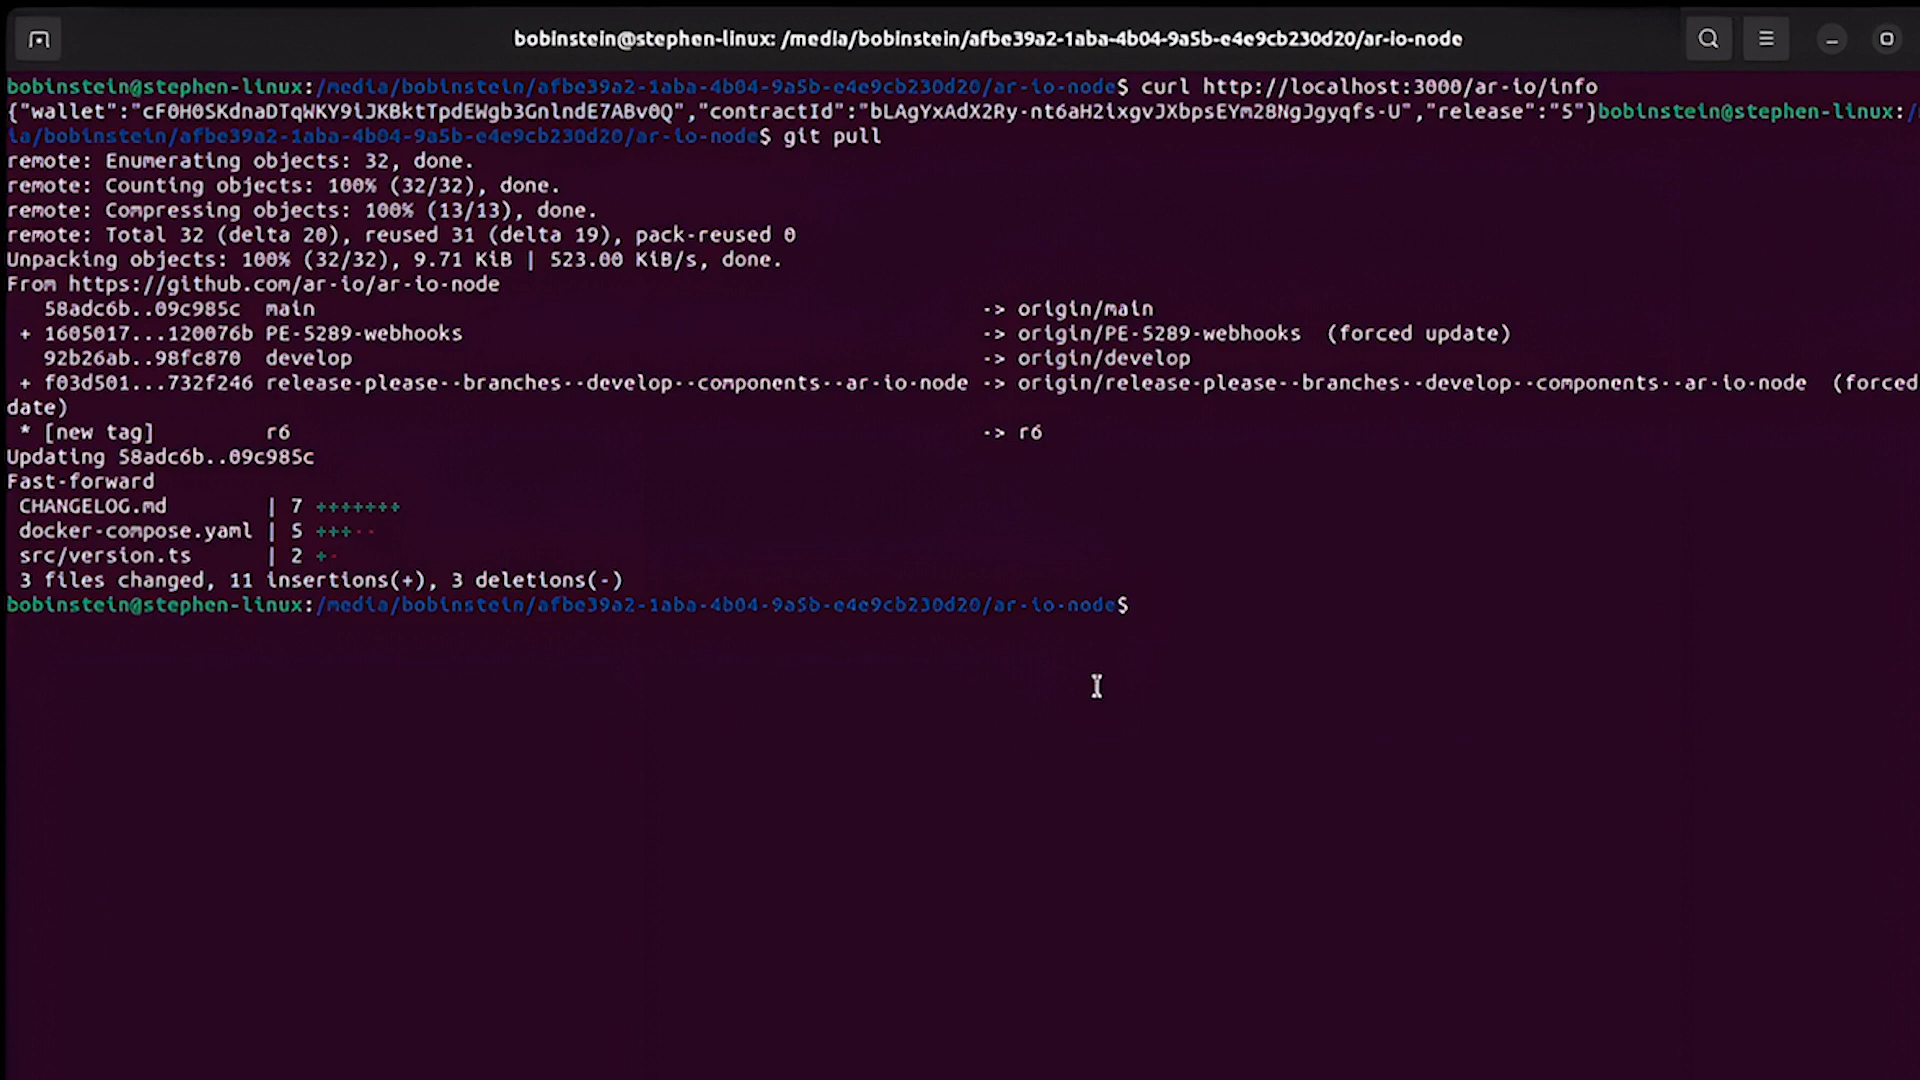 bobinstein@stephen-linux: /media/bobinstein/afbe39a2-1aba-4b04-9a5b-e4e9cb230d20/ar-io-node
bobinstein@stephen-linux:/media/bobinstein/afbe39a2-1aba-4b04-9a5b-e4e9cb230d20/ar-io-node$ curl http://localhost:3000/ar-io/info
{"wallet":"cF0H0SKdnaDTqWKY9iJKBktTpdEWgb3GnlndE7ABv0Q","contractId":"bLAgYxAdX2Ry-nt6aH2ixgvJXbpsEYm28NgJgyqfs-U","release":"5"}bobinstein@stephen-linux:/
ia/bobinstein/afbe39a2-1aba-4b04-9a5b-e4e9cb230d20/ar-io-node$ git pull
remote: Enumerating objects: 32, done.
remote: Counting objects: 100% (32/32), done.
remote: Compressing objects: 100% (13/13), done.
remote: Total 32 (delta 20), reused 31 (delta 19), pack-reused 0
Unpacking objects: 100% (32/32), 9.71 KiB | 523.00 KiB/s, done.
From https://github.com/ar-io/ar-io-node
58adc6b..09c985c main -> origin/main
+ 1605017...120076b PE-5289-webhooks -> origin/PE-5289-webhooks (forced update)
92b26ab..98fc870 develop -> origin/develop
+ f03d501...732f246 release-please--branches--develop--components--ar-io-node -> origin/release-please--branches--develop--components--ar-io-node (forced
date)
* [new tag] r6 -> r6
Updating 58adc6b..09c985c
Fast-forward
CHANGELOG.md | 7 +++++++
docker-compose.yaml | 5 +++--
src/version.ts | 2 +-
3 files changed, 11 insertions(+), 3 deletions(-)
bobinstein@stephen-linux:/media/bobinstein/afbe39a2-1aba-4b04-9a5b-e4e9cb230d20/ar-io-node$